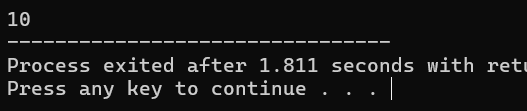 10
--------------------------------
Process exited after 1.811 seconds with retu
Press any key to continue . . .